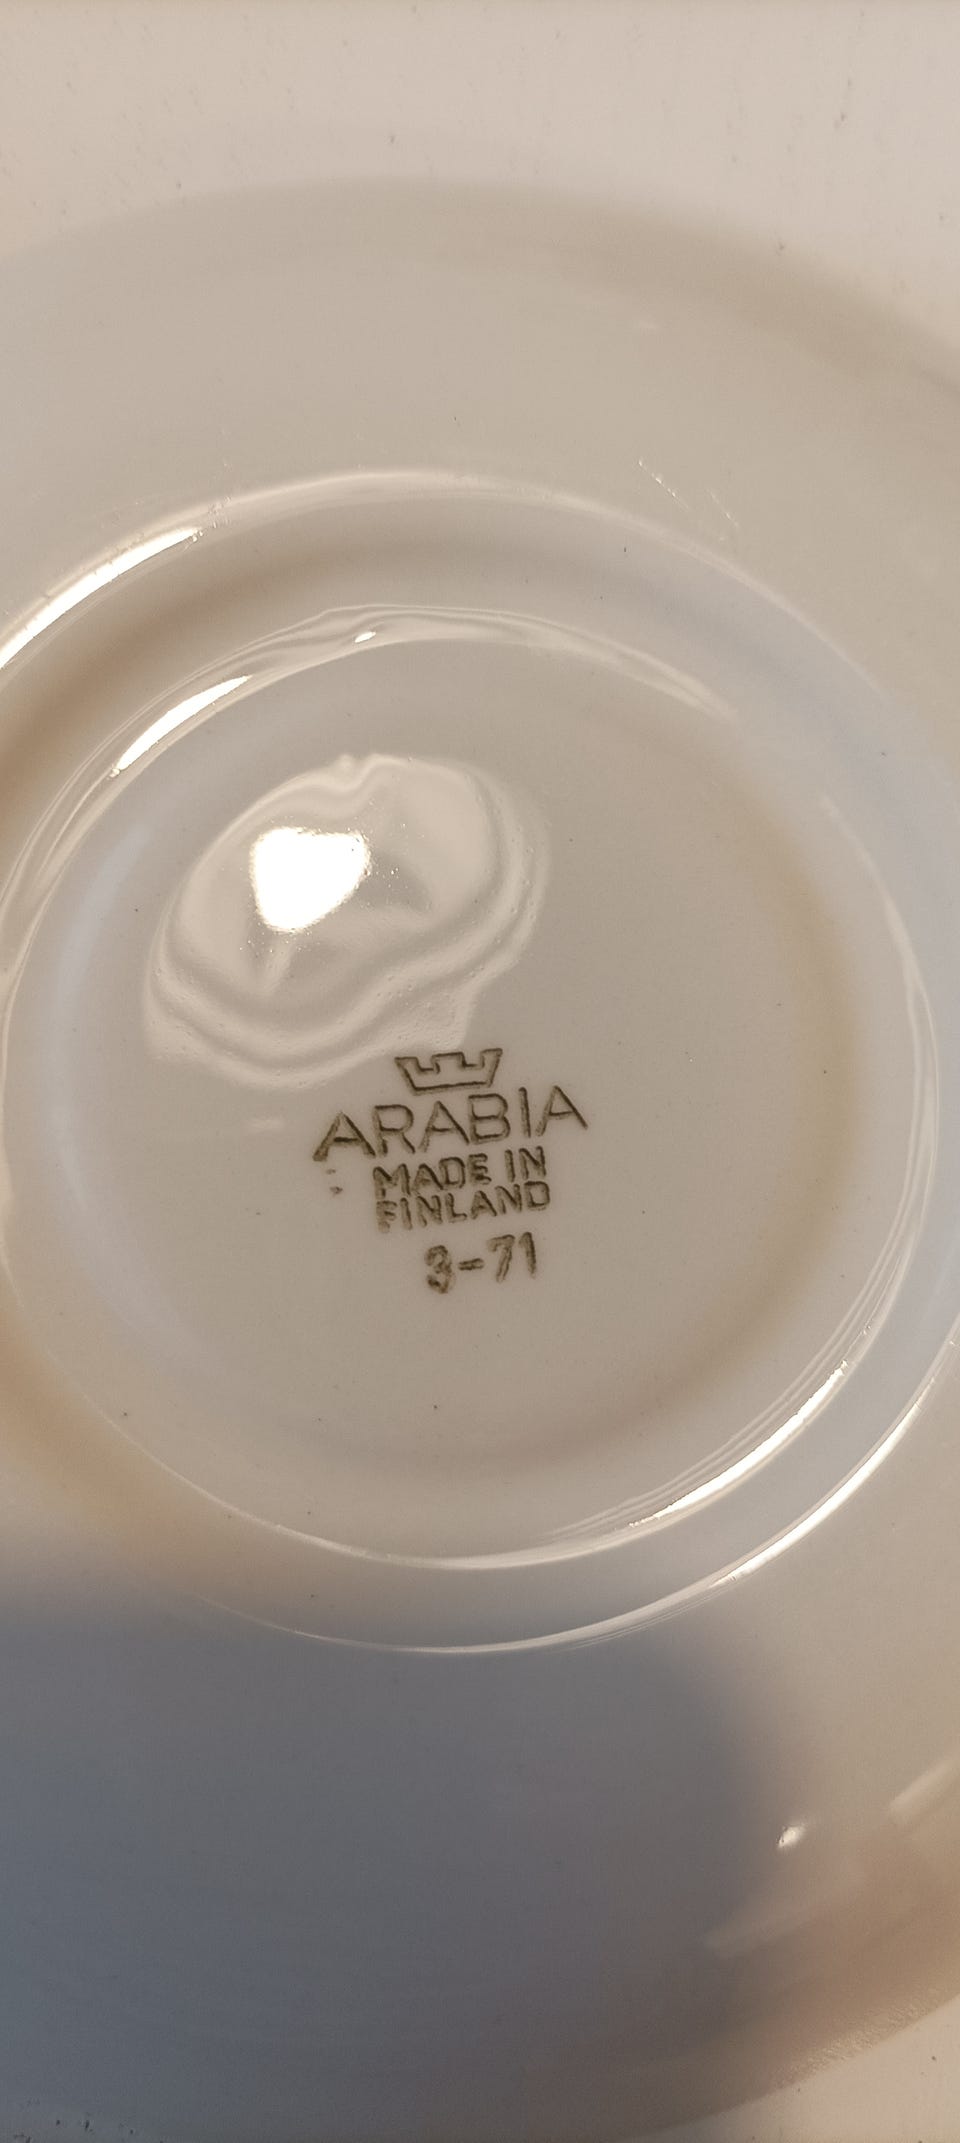 ARABIA
MADE IN
FINLAND
3-71